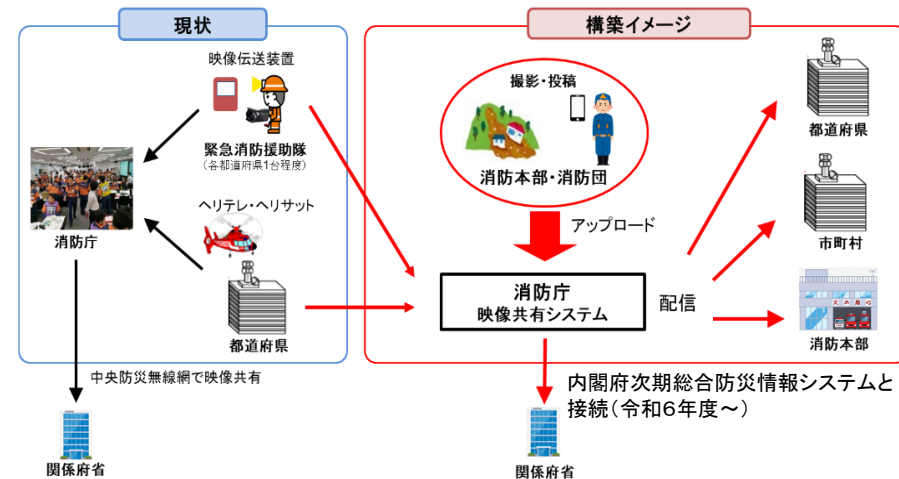 現状
映像伝送装置
緊急消防援助隊
（各都道府県1台程度）
消防庁
ヘリテレ・ヘリサット
都道府県
中央防災無線網で映像共有
関係府省
構築イメージ
撮影・投稿
消防本部・消防団
アップロード
消防庁
映像共有システム
配信
都道府県
市町村
消防本部
内閣府次期総合防災情報システムと
接続（令和６年度～）
関係府省